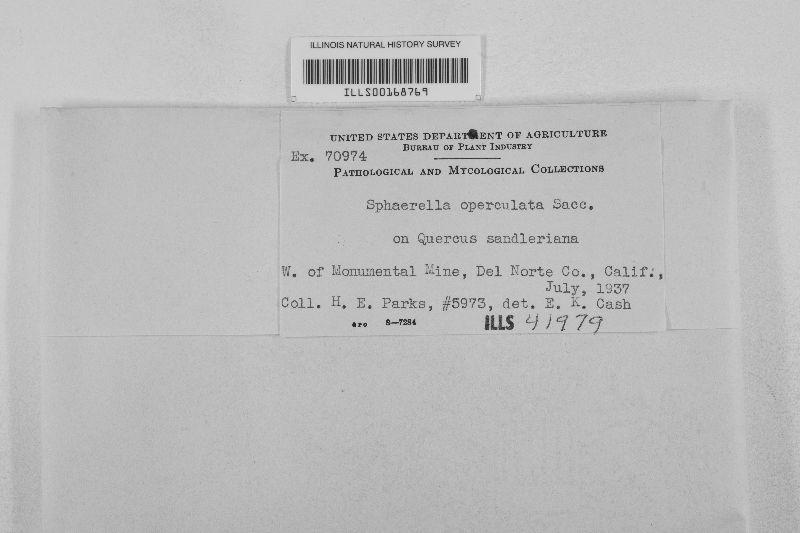 ILLINOIS NATURAL HISTORY SURVEY
ILLS00168769
UNITED STATES DEPARTMENT OF AGRICULTURE
BUREAU OF PLANT INDUSTRY
Ex. 70974
PATHOLOGICAL AND MYCOLOGICAL COLLECTIONS
Sphaerella operculata Sacc.
on Quercus sandleriana
W. of Monumental Mine, Del Norte Co., Calif.,
July, 1937
Coll. H. E. Parks, #5973, det. E. K. Cash
8—7284
ILLS 41979